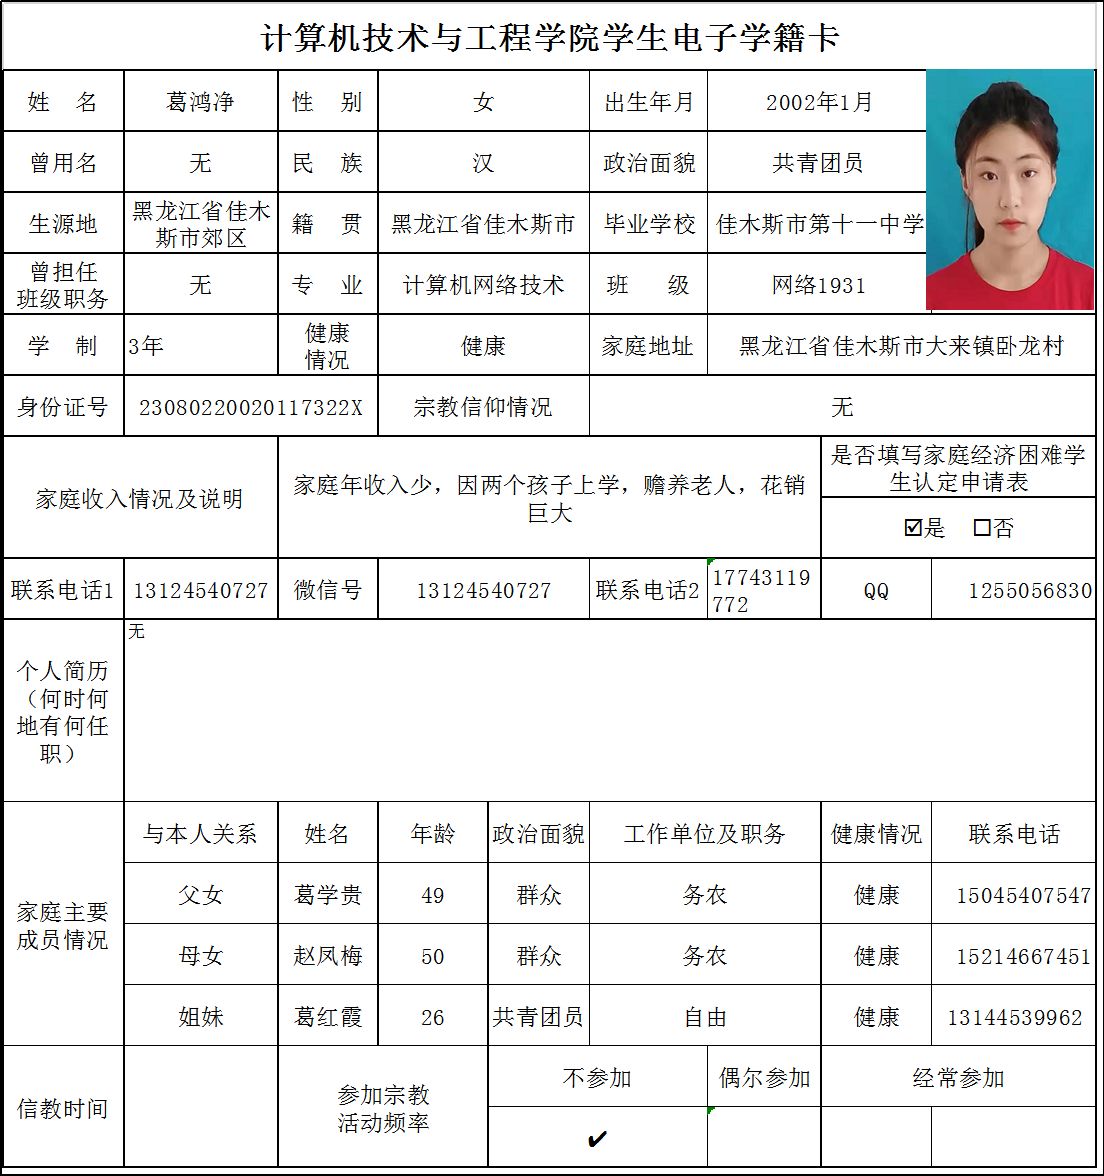 计算机技术与工程学院学生电子学籍卡
姓 名 葛鸿净 性 别 女 出生年月 2002年1月
曾用名 无 民 族 汉 政治面貌 共青团员
生源地 黑龙江省佳木斯市郊区 籍 贯 黑龙江省佳木斯市 毕业学校 佳木斯市第十一中学
曾担任班级职务 无 专 业 计算机网络技术 班 级 网络1931
学 制 3年 健康情况 健康 家庭地址 黑龙江省佳木斯市大来镇卧龙村
身份证号 23080220020117322X 宗教信仰情况 无
家庭收入情况及说明 家庭年收入少，因两个孩子上学，赡养老人，花销巨大 是否填写家庭经济困难学生认定申请表
☑是 ☐否
联系电话1 13124540727 微信号 13124540727 联系电话2 17743119772 QQ 1255056830
个人简历（何时何地有何任职） 无
家庭主要成员情况 与本人关系 姓名 年龄 政治面貌 工作单位及职务 健康情况 联系电话
父女 葛学贵 49 群众 务农 健康 15045407547
母女 赵凤梅 50 群众 务农 健康 15214667451
姐妹 葛红霞 26 共青团员 自由 健康 13144539962
信教时间 参加宗教活动频率 不参加 偶尔参加 经常参加
✔